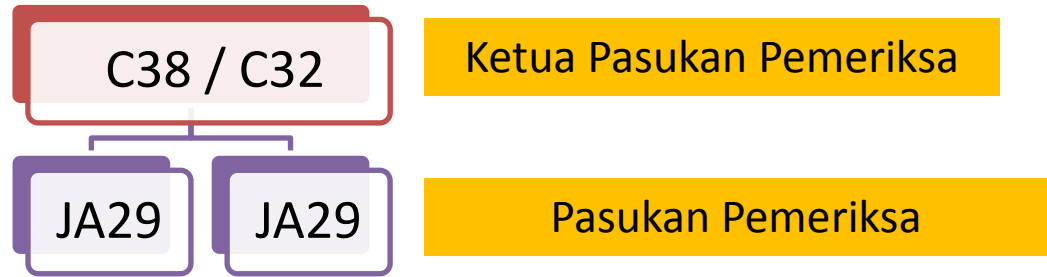 C38 / C32
Ketua Pasukan Pemeriksa
JA29
JA29
Pasukan Pemeriksa